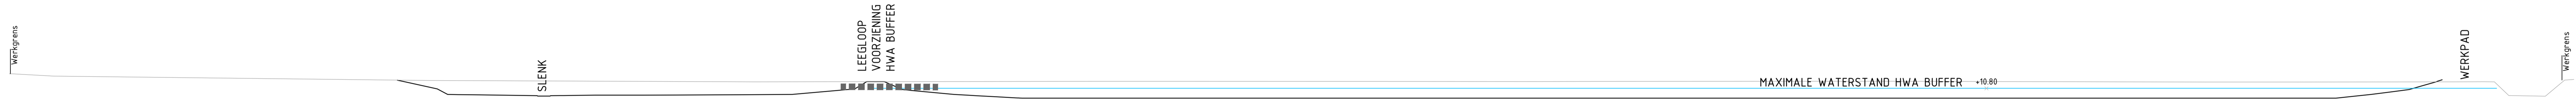 Werkgrens
SLENK
LEEGLOOP
VOORZIENING
HWA BUFFER
MAXIMALE WATERSTAND HWA BUFFER +10.80
WERKPAD
Werkgrens